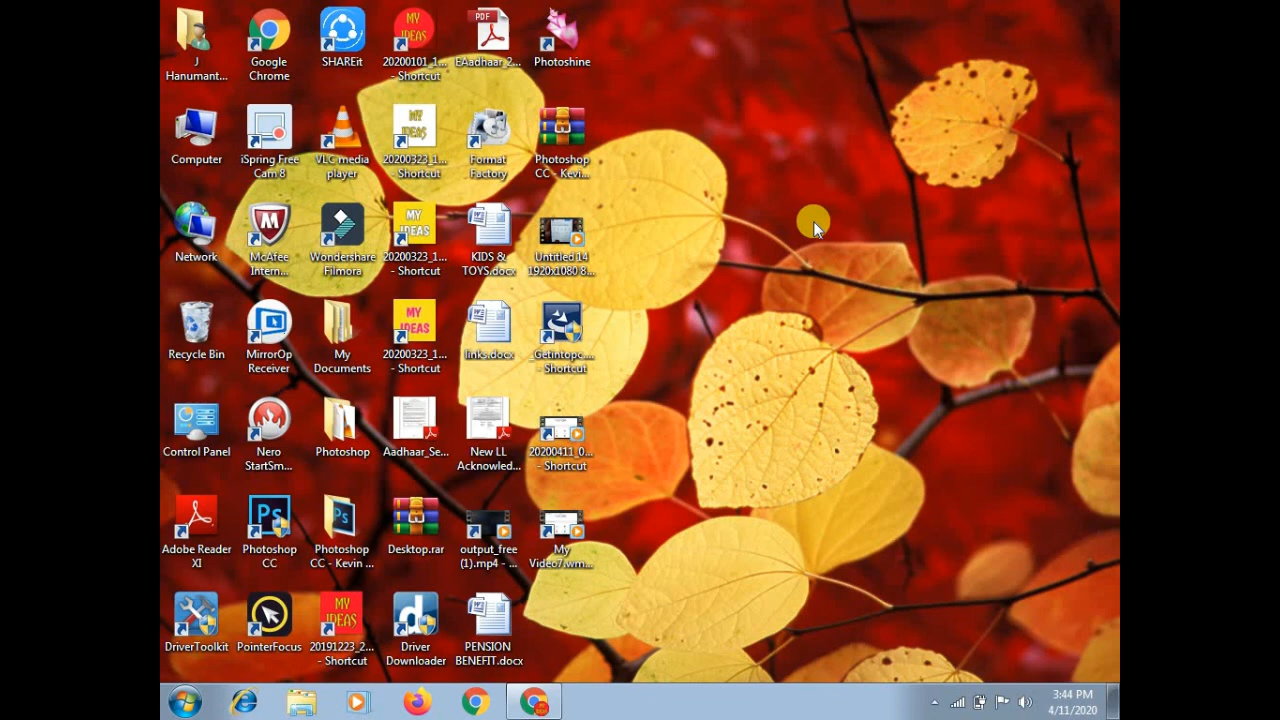 J
Hanumant...
Google
Chrome
SHAREit
MY
IDEAS
20200101_1...
- Shortcut
PDF
EAadhaar_2...
Photoshine
Computer
iSpring Free
Cam 8
VLC media
player
MY
IDEAS
20200323_1...
- Shortcut
Format
Factory
Photoshop
CC - Kevi...
Network
McAfee
Intern...
Wondershare
Filmora
MY
IDEAS
20200323_1...
- Shortcut
KIDS &
TOYS.docx
Untitled 14
1920x1080 8...
Recycle Bin
MirrorOp
Receiver
My
Documents
MY
IDEAS
20200323_1...
- Shortcut
links.docx
_Getintopc....
- Shortcut
Control Panel
Nero
StartSm...
Photoshop
Aadhaar_Se...
New LL
Acknowled...
20200411_0...
- Shortcut
Adobe Reader
XI
Ps
Photoshop
CC
Ps
Photoshop
CC - Kevin ...
Desktop.rar
output_free
(1).mp4 - ...
My
Video7.wm...
DriverToolkit
PointerFocus
MY
IDEAS
20191223_2...
- Shortcut
d
Driver
Downloader
PENSION
BENEFIT.docx
3:44 PM
4/11/2020